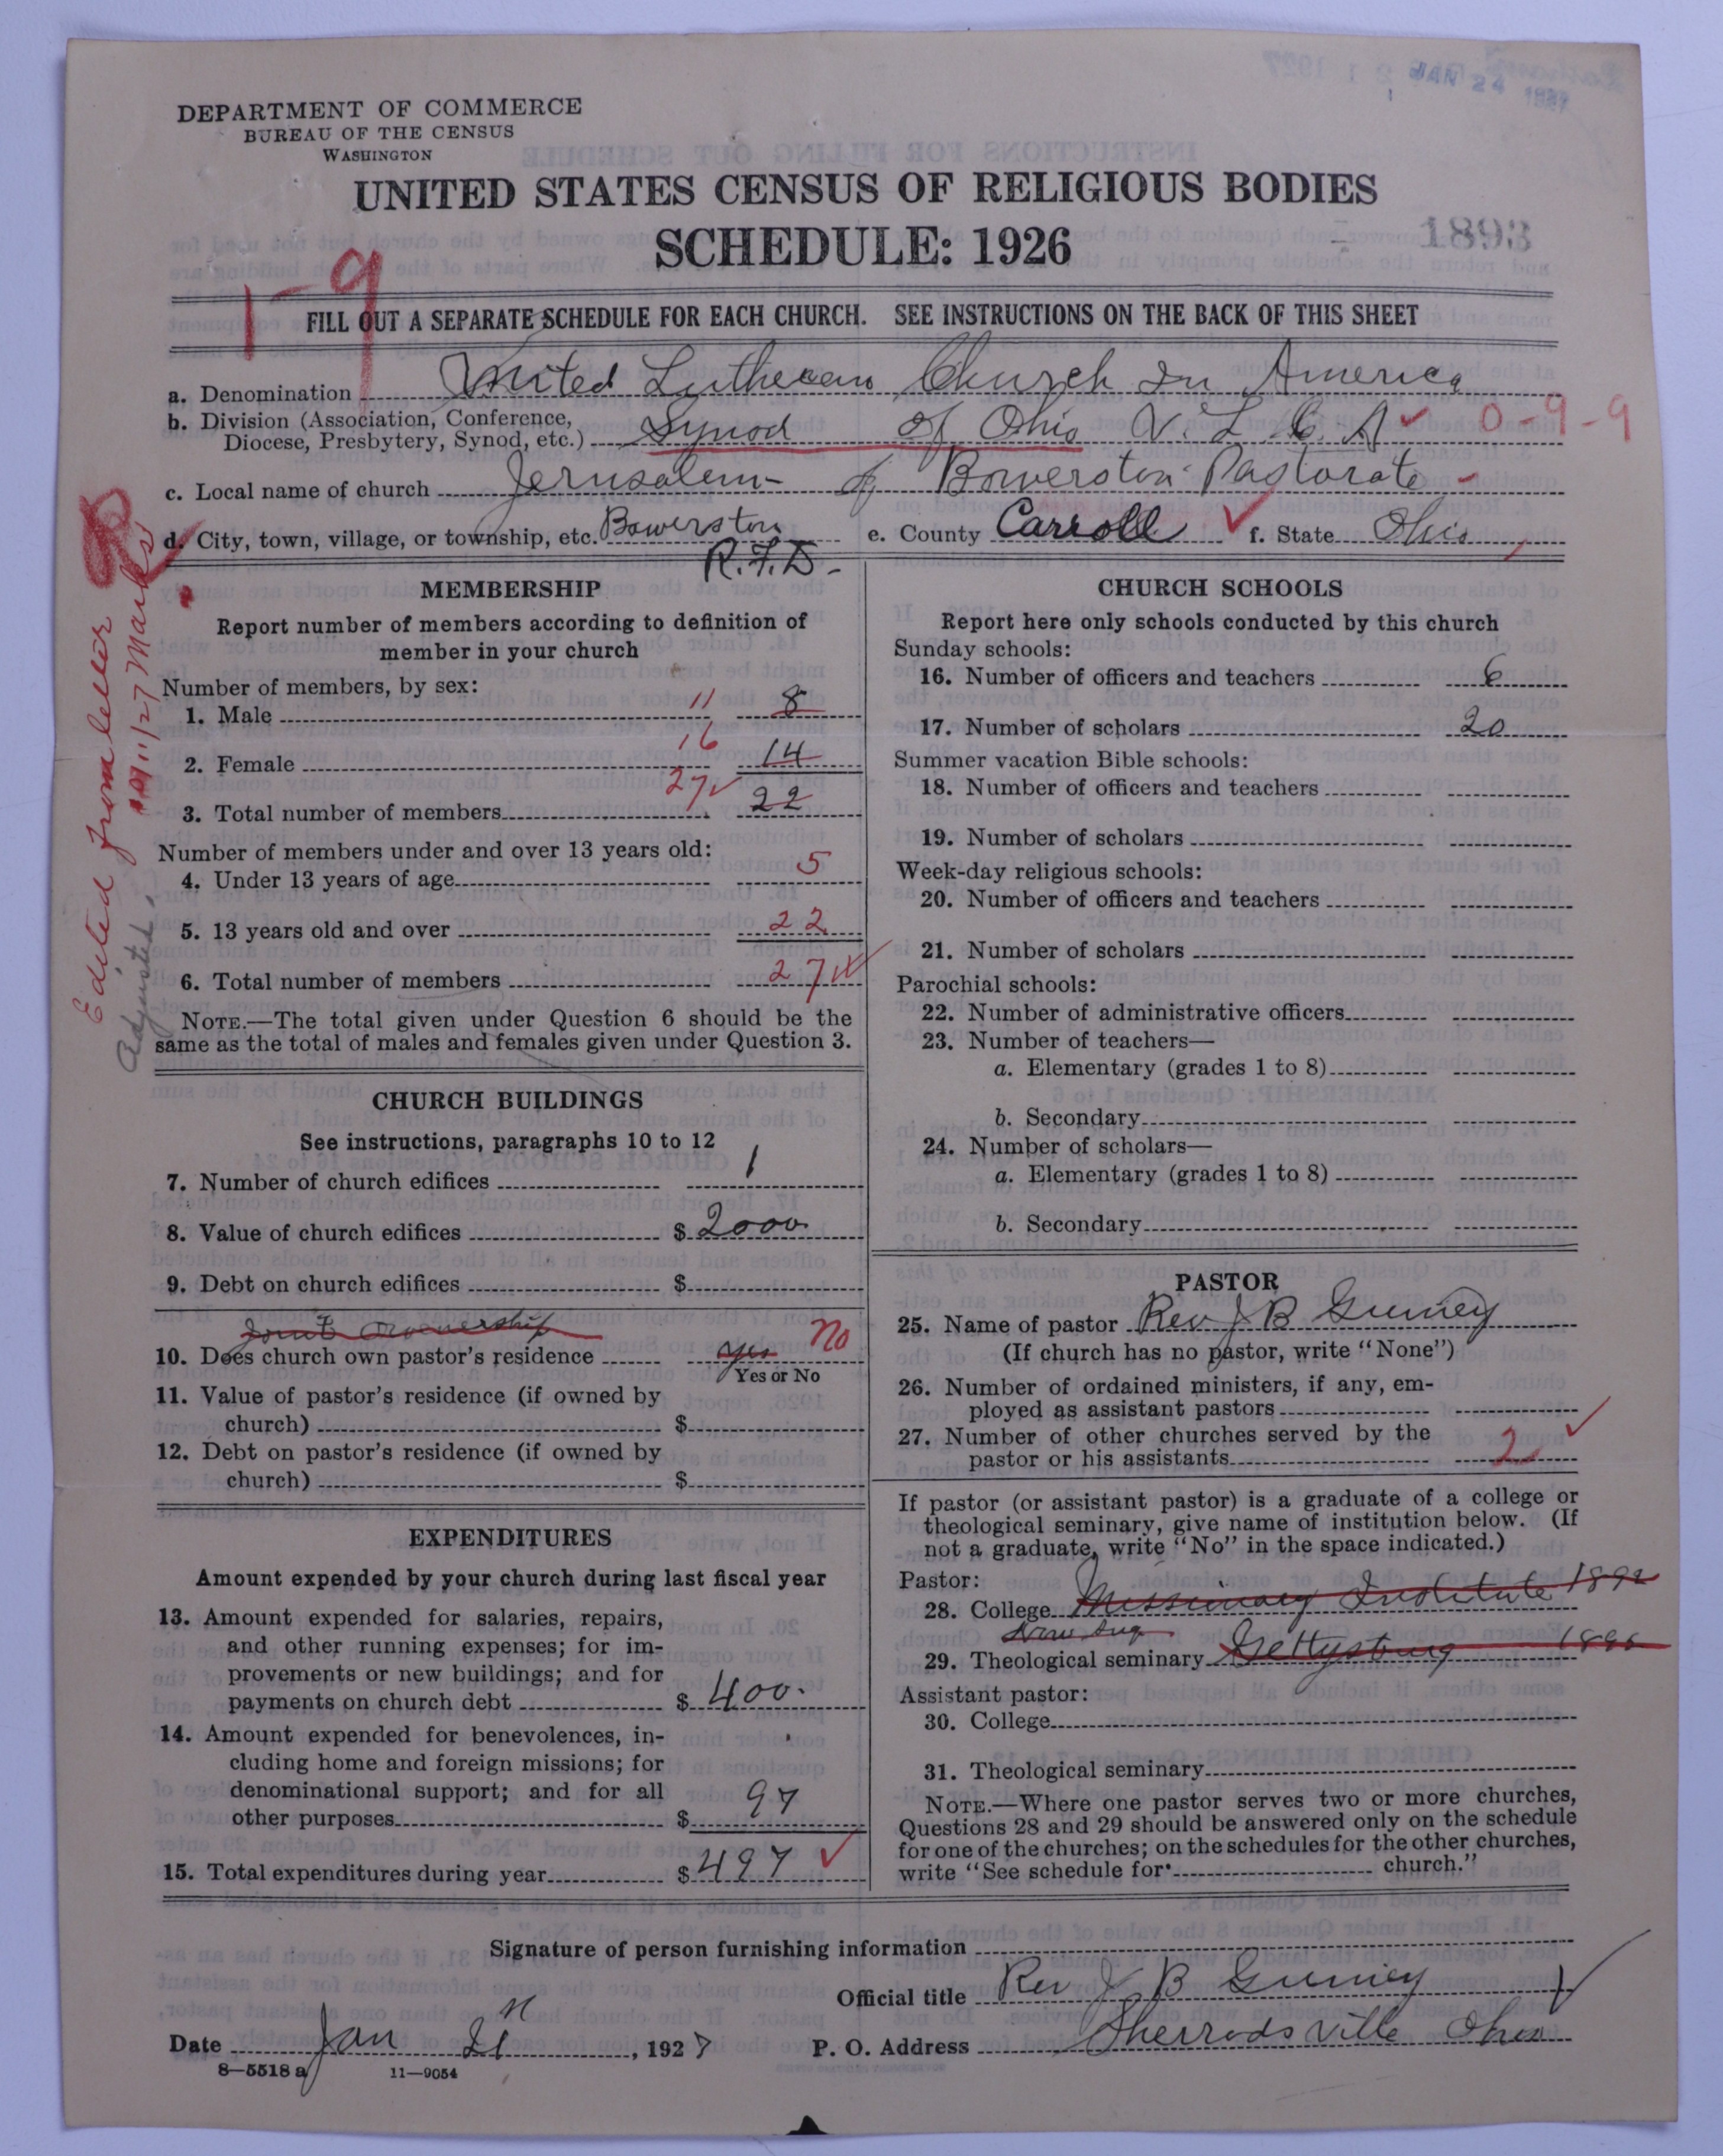 JAN 24 1927
DEPARTMENT OF COMMERCE
BUREAU OF THE CENSUS
WASHINGTON
UNITED STATES CENSUS OF RELIGIOUS BODIES
SCHEDULE: 1926
1893
1-9
FILL OUT A SEPARATE SCHEDULE FOR EACH CHURCH. SEE INSTRUCTIONS ON THE BACK OF THIS SHEET
a. Denomination United Lutheran Church In America
b. Division (Association, Conference,
Diocese, Presbytery, Synod, etc.) Synod of Ohio U. L. C. A 0-9-9
c. Local name of church Jerusalem - of Bowerston Pastorate
d. City, town, village, or township, etc. Bowerston e. County Carroll f. State Ohio
R.F.D.
Edited from letter
11/27 Marks
Adjusted
MEMBERSHIP
Report number of members according to definition of
member in your church
Number of members, by sex:
1. Male 11 8
2. Female 16 14
3. Total number of members 27 22
Number of members under and over 13 years old:
4. Under 13 years of age 5
5. 13 years old and over 22
6. Total number of members 27
NOTE.—The total given under Question 6 should be the
same as the total of males and females given under Question 3.
CHURCH BUILDINGS
See instructions, paragraphs 10 to 12
7. Number of church edifices 1
8. Value of church edifices $ 2000
9. Debt on church edifices $
Joint ownership
10. Does church own pastor's residence yes No
Yes or No
11. Value of pastor's residence (if owned by
church) $
12. Debt on pastor's residence (if owned by
church) $
EXPENDITURES
Amount expended by your church during last fiscal year
13. Amount expended for salaries, repairs,
and other running expenses; for im-
provements or new buildings; and for
payments on church debt $ 400.
14. Amount expended for benevolences, in-
cluding home and foreign missions; for
denominational support; and for all
other purposes $ 97
15. Total expenditures during year $ 497
CHURCH SCHOOLS
Report here only schools conducted by this church
Sunday schools:
16. Number of officers and teachers 6
17. Number of scholars 20
Summer vacation Bible schools:
18. Number of officers and teachers
19. Number of scholars
Week-day religious schools:
20. Number of officers and teachers
21. Number of scholars
Parochial schools:
22. Number of administrative officers
23. Number of teachers—
a. Elementary (grades 1 to 8)
b. Secondary
24. Number of scholars—
a. Elementary (grades 1 to 8)
b. Secondary
PASTOR
25. Name of pastor Rev J B Guiney
(If church has no pastor, write "None")
26. Number of ordained ministers, if any, em-
ployed as assistant pastors
27. Number of other churches served by the
pastor or his assistants 2
If pastor (or assistant pastor) is a graduate of a college or
theological seminary, give name of institution below. (If
not a graduate, write "No" in the space indicated.)
Pastor:
28. College Missionary Institute 1892
Now Suq
29. Theological seminary Gettysburg 1896
Assistant pastor:
30. College
31. Theological seminary
NOTE.—Where one pastor serves two or more churches,
Questions 28 and 29 should be answered only on the schedule
for one of the churches; on the schedules for the other churches,
write "See schedule for church."
Signature of person furnishing information
Official title Rev J B Guiney
Date Jan 21st, 1927 P. O. Address Sherrodsville Ohio
8—5518 a 11—9054